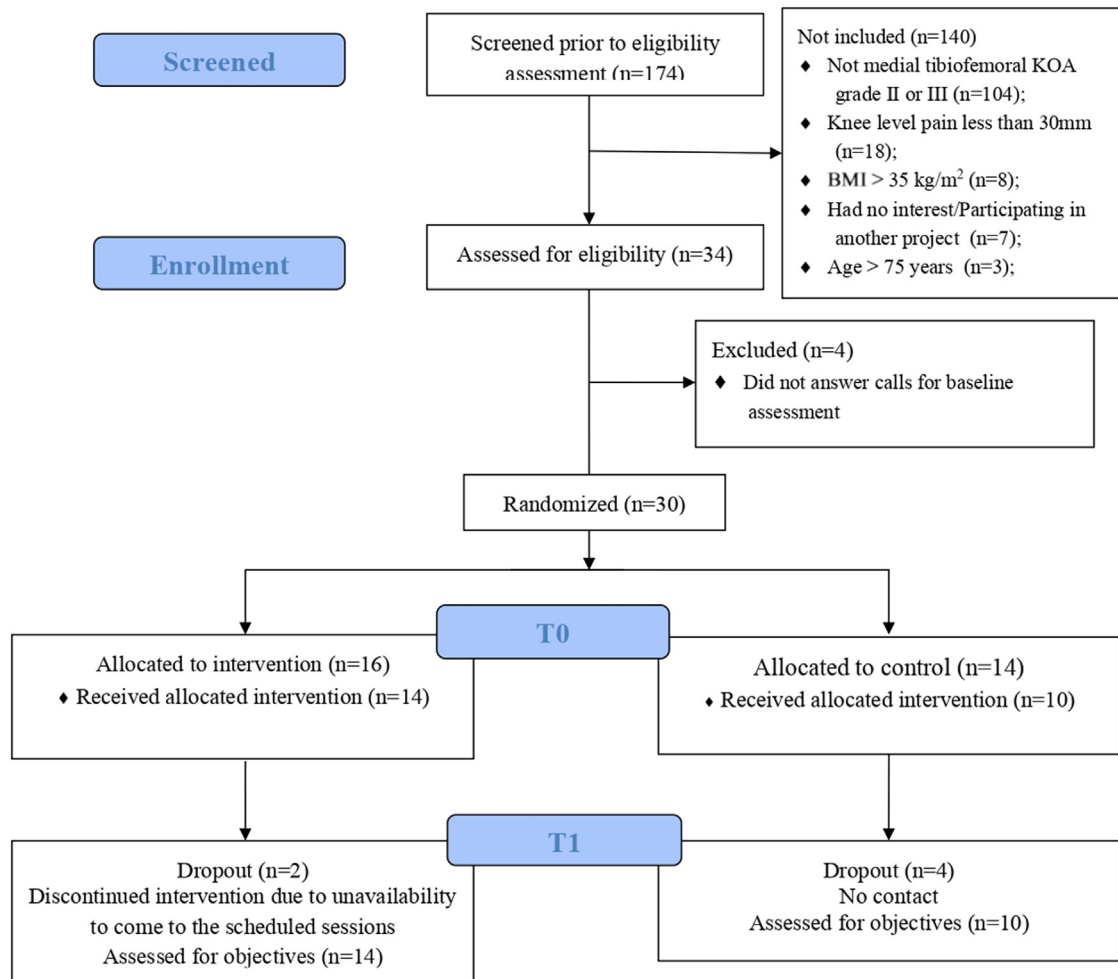 Screened
Screened prior to eligibility
assessment (n=174)
Not included (n=140)
♦ Not medial tibiofemoral KOA
grade II or III (n=104);
♦ Knee level pain less than 30mm
(n=18);
♦ BMI > 35 kg/m² (n=8);
♦ Had no interest/Participating in
another project (n=7);
♦ Age > 75 years (n=3);
Enrollment
Assessed for eligibility (n=34)
Excluded (n=4)
♦ Did not answer calls for baseline
assessment
Randomized (n=30)
T0
Allocated to intervention (n=16)
♦ Received allocated intervention (n=14)
Allocated to control (n=14)
♦ Received allocated intervention (n=10)
T1
Dropout (n=2)
Discontinued intervention due to unavailability
to come to the scheduled sessions
Assessed for objectives (n=14)
Dropout (n=4)
No contact
Assessed for objectives (n=10)